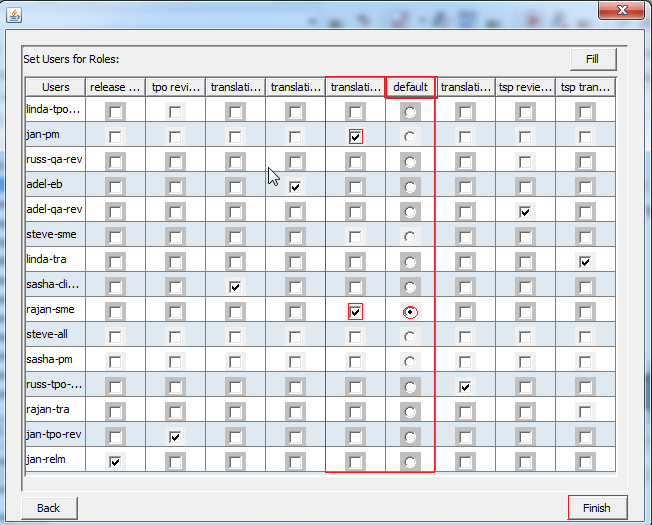 Set Users for Roles:
Fill
Users release ... tpo revi... translati... translati... translati... default translati... tsp revie... tsp tran...
linda-tpo...
jan-pm
russ-qa-rev
adel-eb
adel-qa-rev
steve-sme
linda-tra
sasha-cli...
rajan-sme
steve-all
sasha-pm
russ-tpo-...
rajan-tra
jan-tpo-rev
jan-relm
Back
Finish